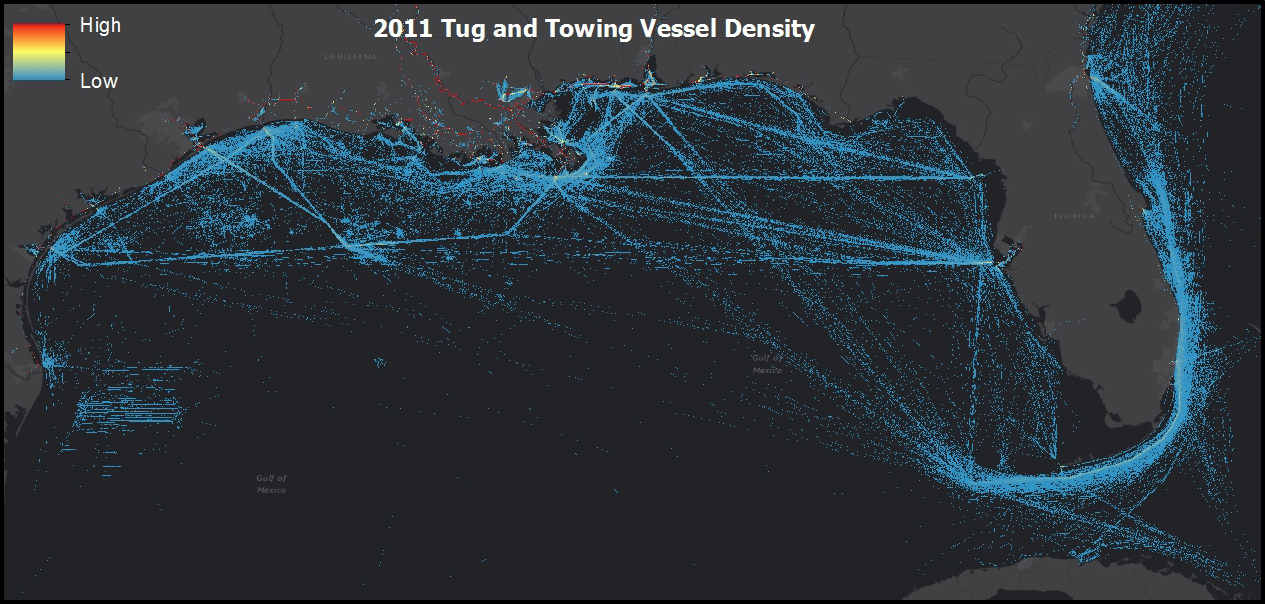 2011 Tug and Towing Vessel Density
High
Low
LOUISIANA
FLORIDA
Gulf of
Mexico
Gulf of
Mexico